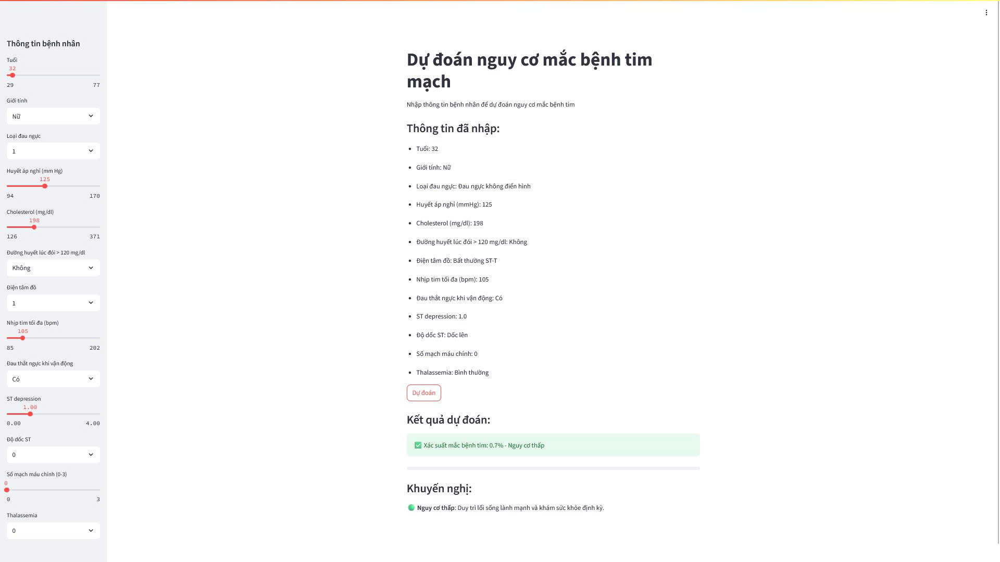 Thông tin bệnh nhân
Tuổi
32
29 77
Giới tính
Nữ
Loại đau ngực
1
Huyết áp nghỉ (mm Hg)
125
94 170
Cholesterol (mg/dl)
198
126 371
Đường huyết lúc đói > 120 mg/dl
Không
Điện tâm đồ
1
Nhịp tim tối đa (bpm)
105
85 202
Đau thắt ngực khi vận động
Có
ST depression
1.00
0.00 4.00
Độ dốc ST
0
Số mạch máu chính (0-3)
0
0 3
Thalassemia
0
Dự đoán nguy cơ mắc bệnh tim
mạch
Nhập thông tin bệnh nhân để dự đoán nguy cơ mắc bệnh tim
Thông tin đã nhập:
• Tuổi: 32
• Giới tính: Nữ
• Loại đau ngực: Đau ngực không điển hình
• Huyết áp nghỉ (mmHg): 125
• Cholesterol (mg/dl): 198
• Đường huyết lúc đói > 120 mg/dl: Không
• Điện tâm đồ: Bất thường ST-T
• Nhịp tim tối đa (bpm): 105
• Đau thắt ngực khi vận động: Có
• ST depression: 1.0
• Độ dốc ST: Dốc lên
• Số mạch máu chính: 0
• Thalassemia: Bình thường
Dự đoán
Kết quả dự đoán:
✅ Xác suất mắc bệnh tim: 0.7% - Nguy cơ thấp
Khuyến nghị:
🟢 Nguy cơ thấp: Duy trì lối sống lành mạnh và khám sức khỏe định kỳ.